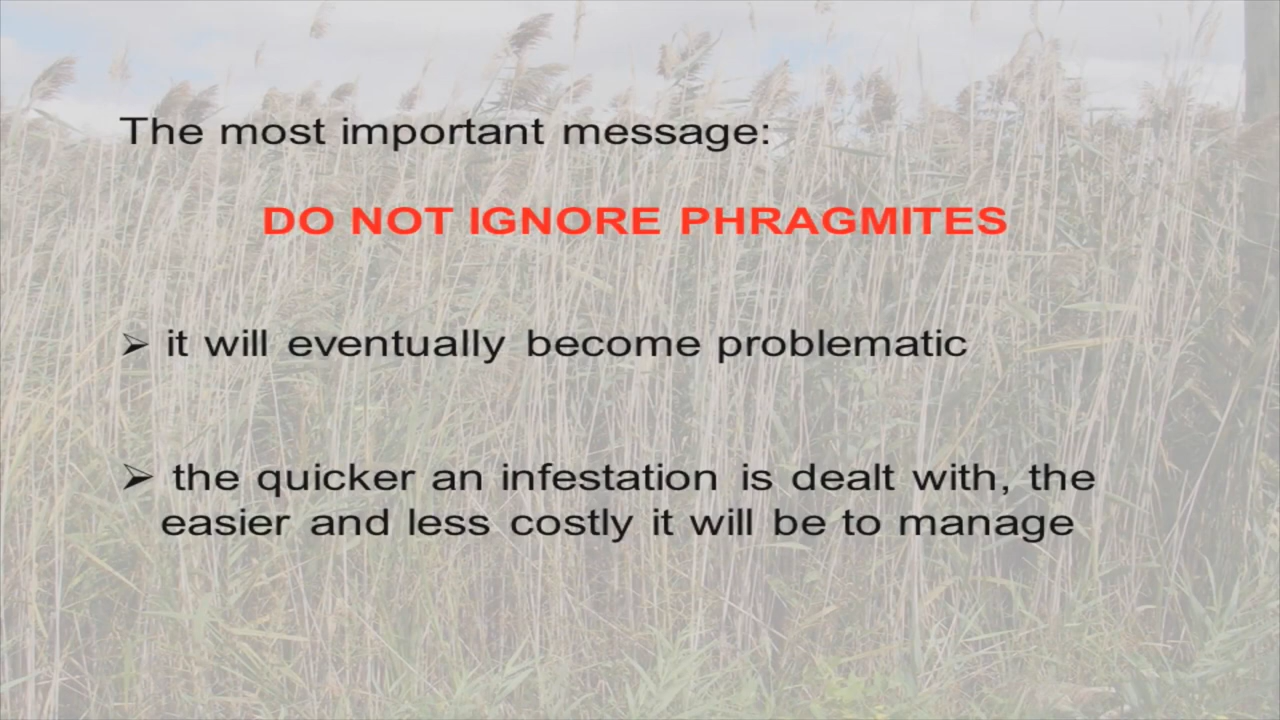 The most important message:
DO NOT IGNORE PHRAGMITES
➢ it will eventually become problematic
➢ the quicker an infestation is dealt with, the
easier and less costly it will be to manage